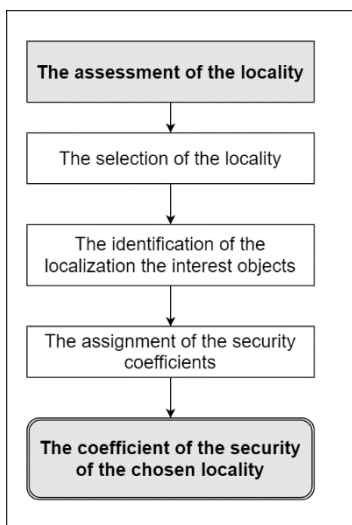 The assessment of the locality
The selection of the locality
The identification of the
localization the interest objects
The assignment of the security
coefficients
The coefficient of the security
of the chosen locality